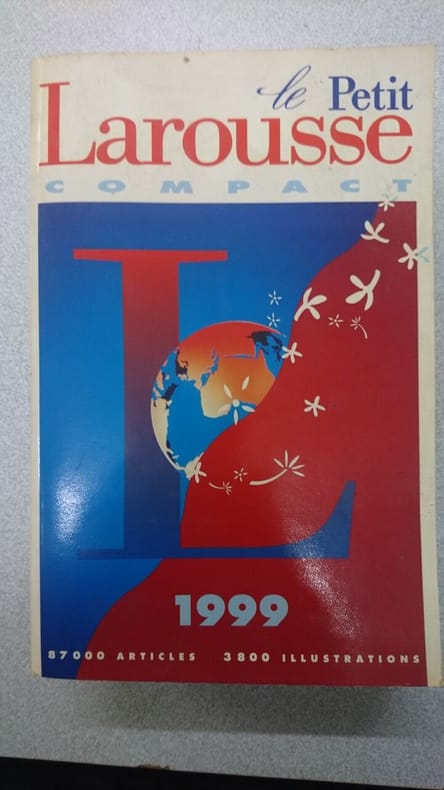 le Petit
Larousse
COMPACT
L
1999
87000 ARTICLES 3800 ILLUSTRATIONS